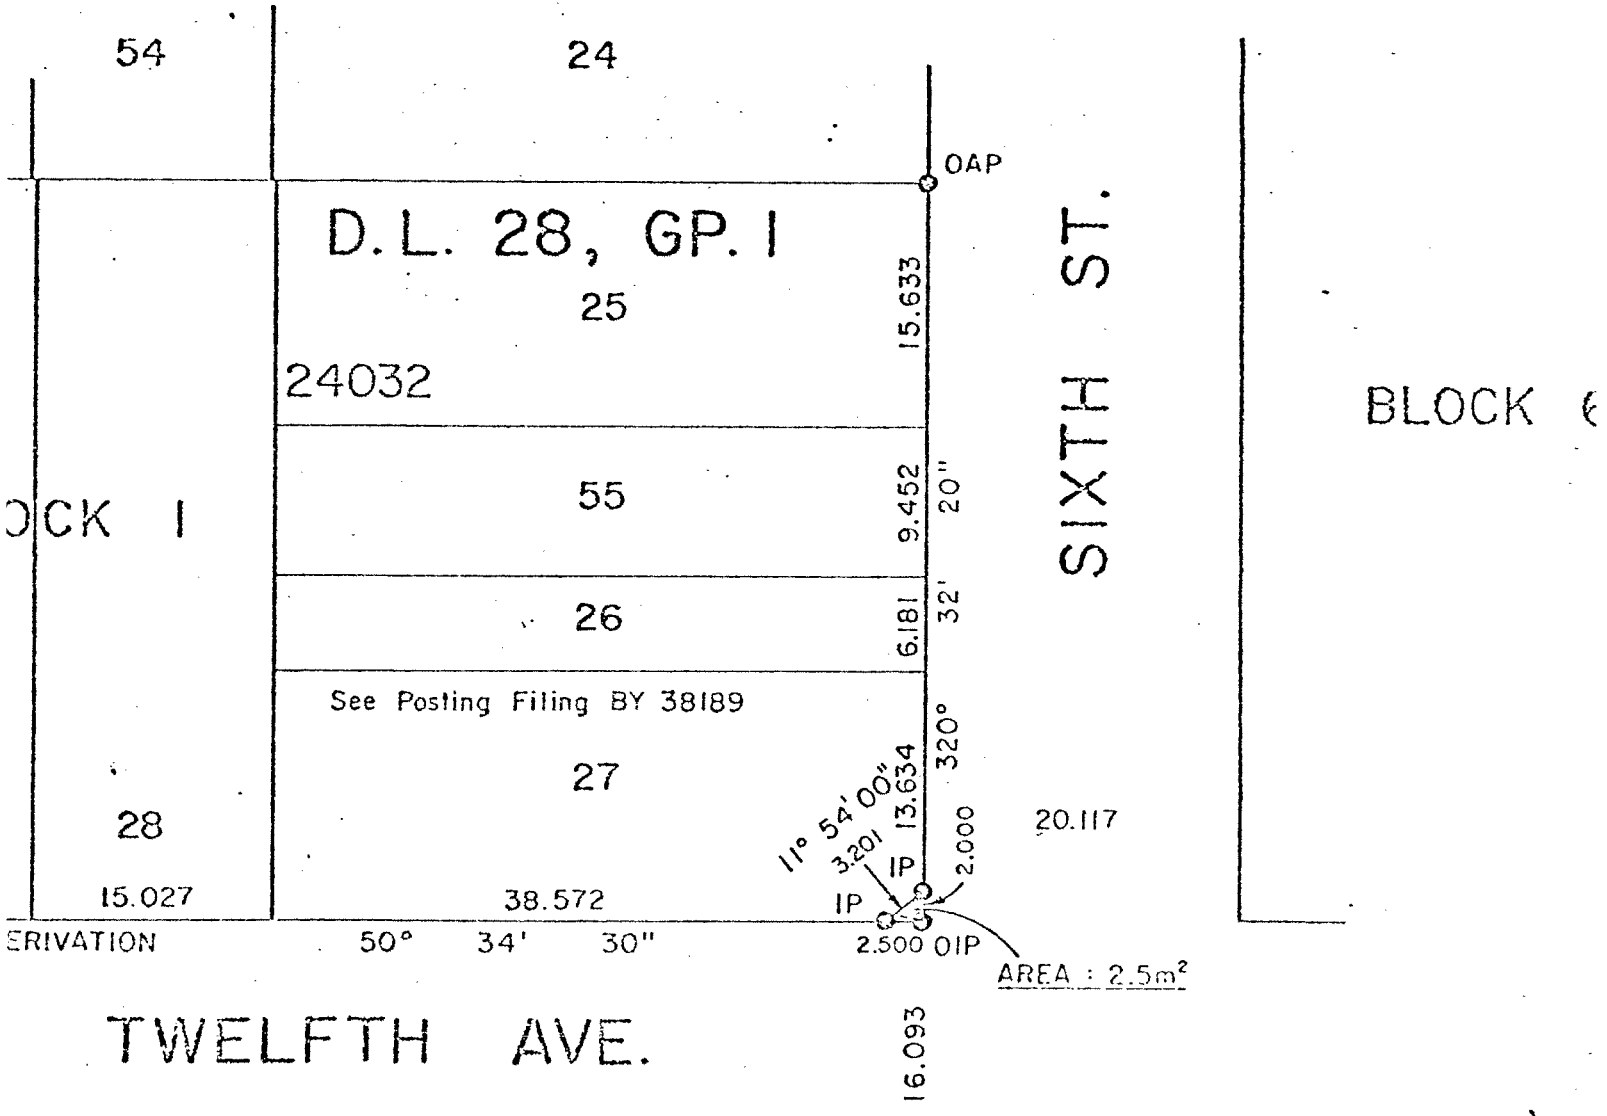 54
24
OAP
D.L. 28, GP. 1
25
15.633
SIXTH ST.
24032
BLOCK
OCK 1
55
9.452
20"
26
6.181
32'
See Posting Filing BY 38189
27
13.634
320°
11° 54' 00"
3.201
2.000
20.117
28
IP
IP
15.027
38.572
ERIVATION
50° 34' 30"
2.500 OIP
AREA : 2.5m²
TWELFTH AVE.
16.093